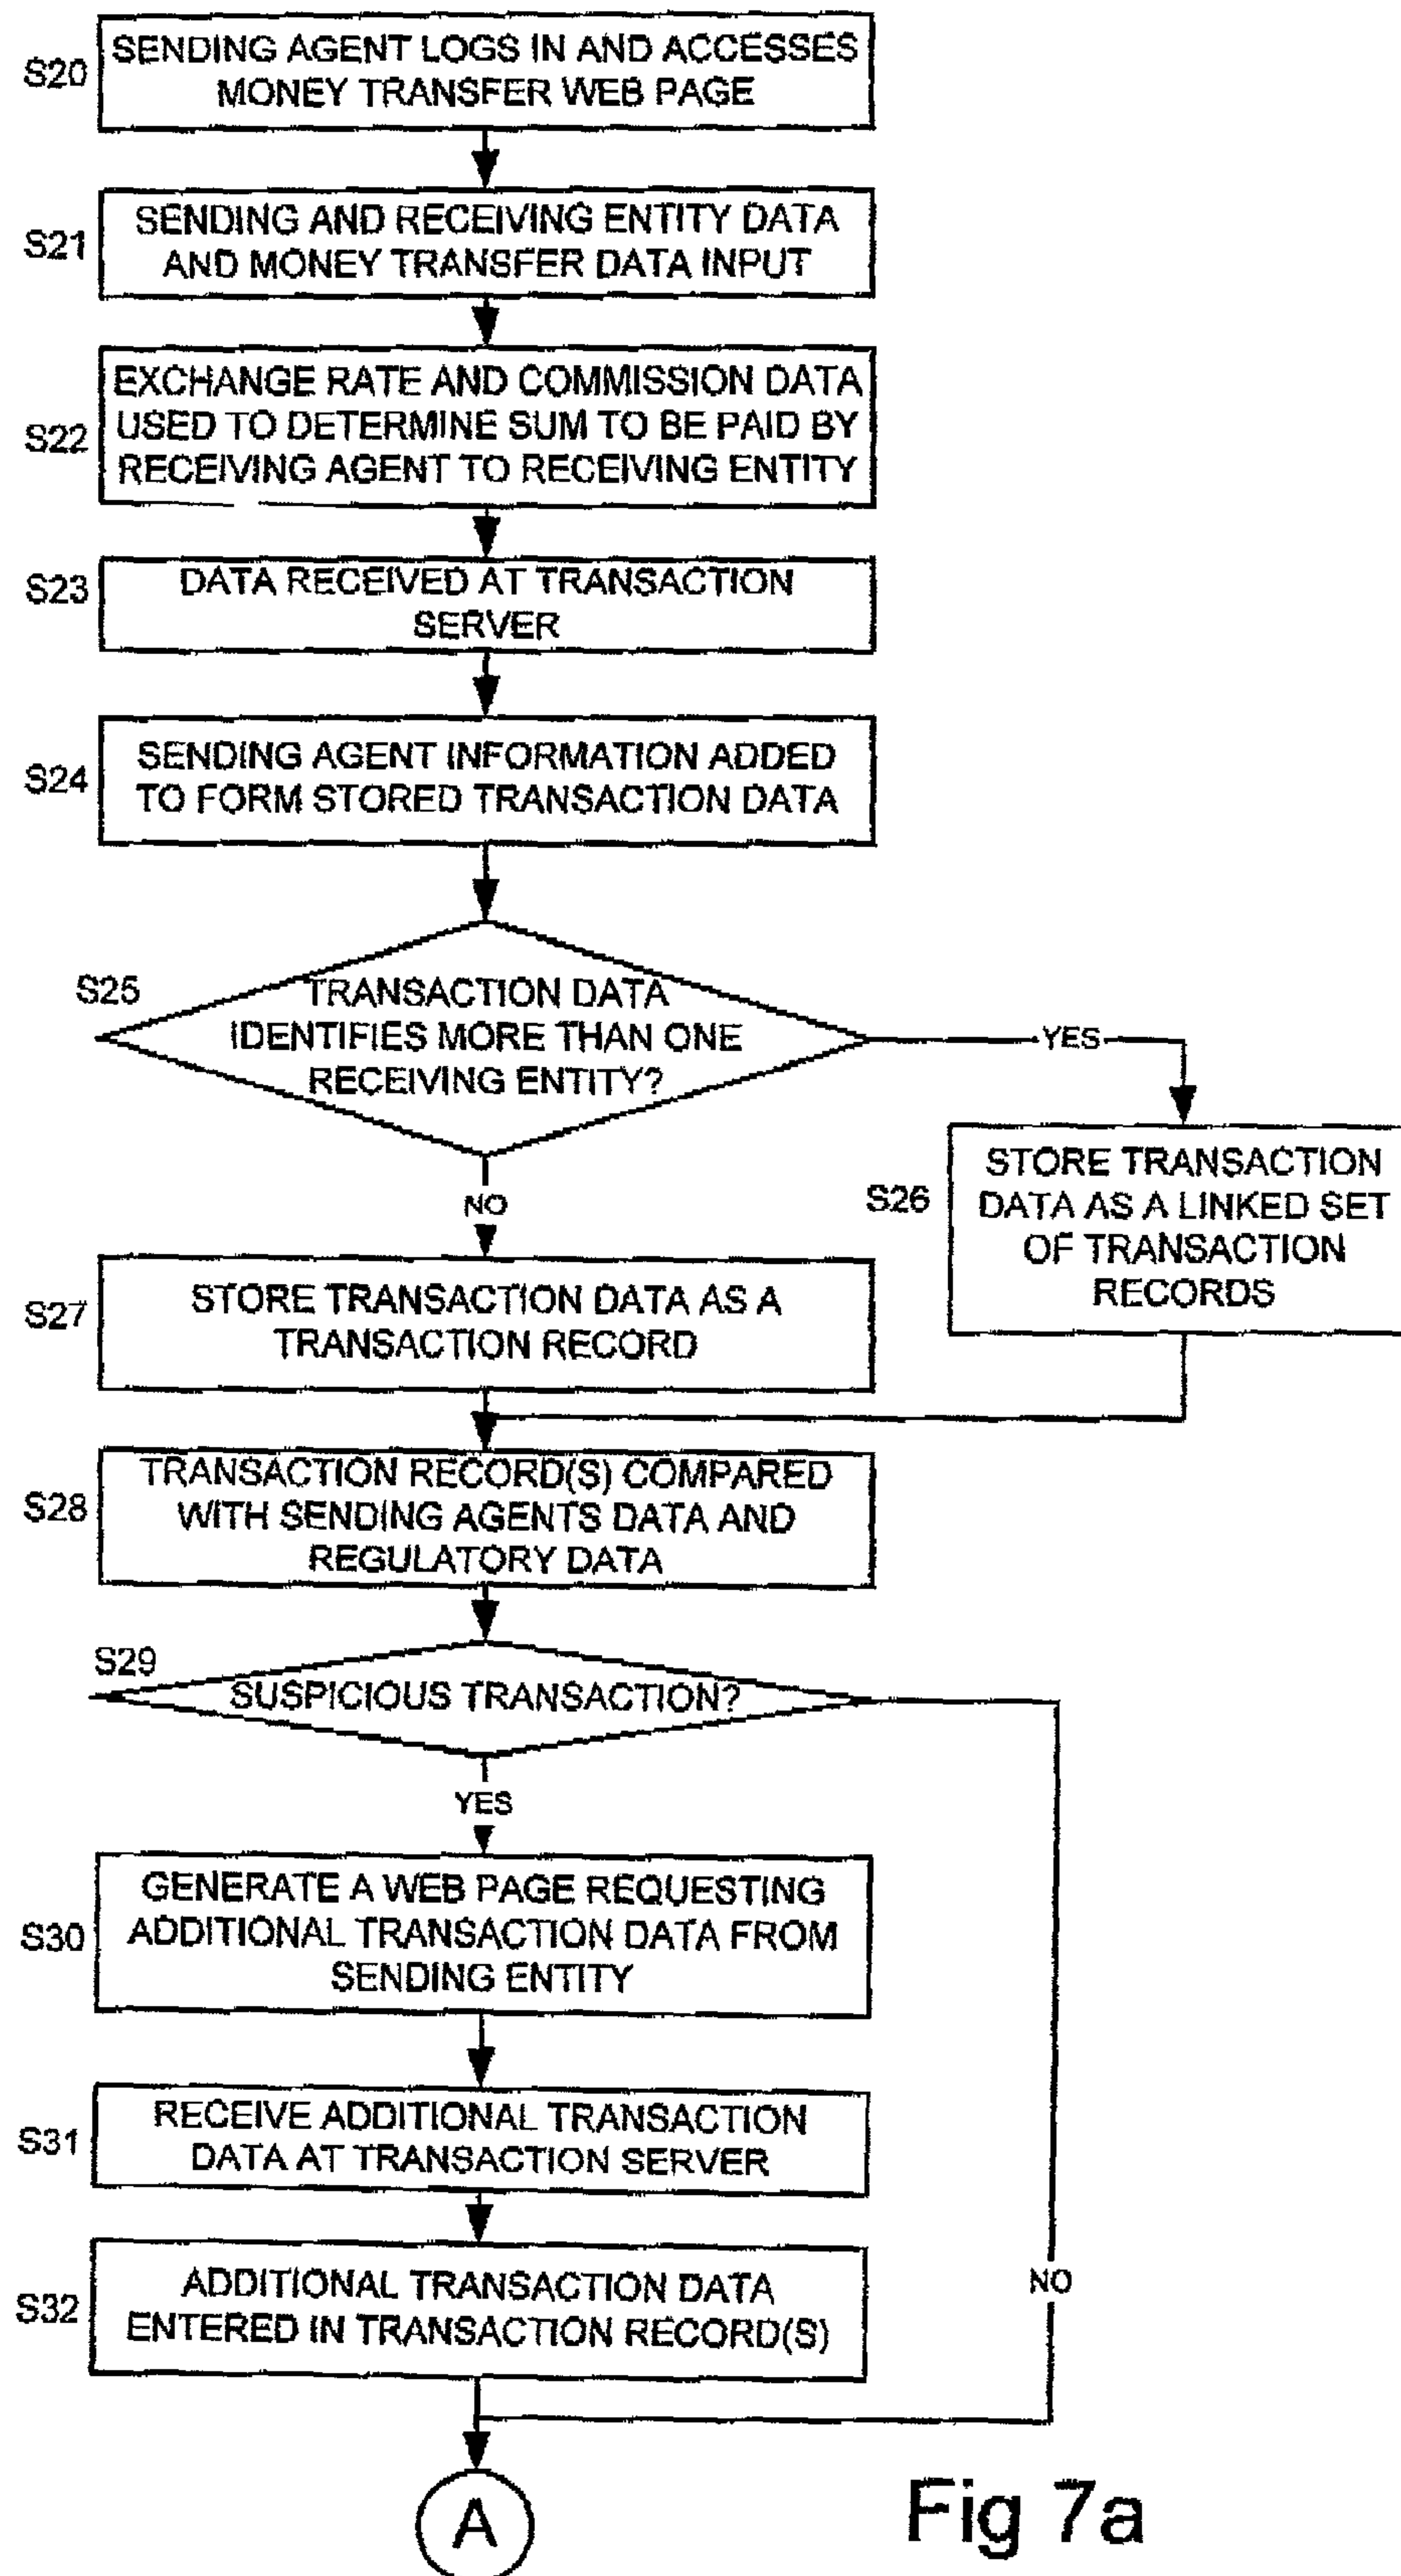 S20
SENDING AGENT LOGS IN AND ACCESSES
MONEY TRANSFER WEB PAGE
S21
SENDING AND RECEIVING ENTITY DATA
AND MONEY TRANSFER DATA INPUT
S22
EXCHANGE RATE AND COMMISSION DATA
USED TO DETERMINE SUM TO BE PAID BY
RECEIVING AGENT TO RECEIVING ENTITY
S23
DATA RECEIVED AT TRANSACTION
SERVER
S24
SENDING AGENT INFORMATION ADDED
TO FORM STORED TRANSACTION DATA
S25
TRANSACTION DATA
IDENTIFIES MORE THAN ONE
RECEIVING ENTITY?
YES
NO
S26
STORE TRANSACTION
DATA AS A LINKED SET
OF TRANSACTION
RECORDS
S27
STORE TRANSACTION DATA AS A
TRANSACTION RECORD
S28
TRANSACTION RECORD(S) COMPARED
WITH SENDING AGENTS DATA AND
REGULATORY DATA
S29
SUSPICIOUS TRANSACTION?
YES
S30
GENERATE A WEB PAGE REQUESTING
ADDITIONAL TRANSACTION DATA FROM
SENDING ENTITY
S31
RECEIVE ADDITIONAL TRANSACTION
DATA AT TRANSACTION SERVER
NO
S32
ADDITIONAL TRANSACTION DATA
ENTERED IN TRANSACTION RECORD(S)
A
Fig 7a